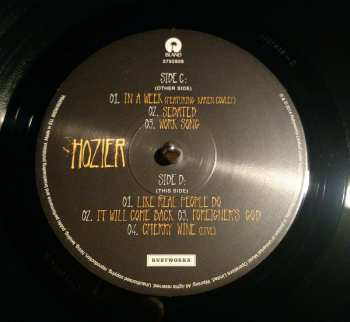 ISLAND
3792809
SIDE C:
(OTHER SIDE)
01. IN A WEEK (FEATURING KAREN COWLEY)
02. SEDATED
03. WORK SONG
HOZIER
SIDE D:
(THIS SIDE)
01. LIKE REAL PEOPLE DO
02. IT WILL COME BACK 03. FOREIGNER'S GOD
04. CHERRY WINE (LIVE)
RUBYWORKS